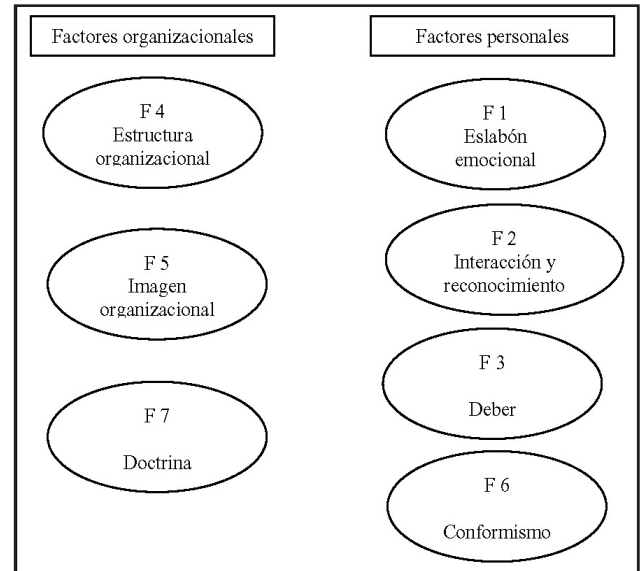 Factores organizacionales
F 4
Estructura
organizacional
F 5
Imagen
organizacional
F 7
Doctrina
Factores personales
F 1
Eslabón
emocional
F 2
Interacción y
reconocimiento
F 3
Deber
F 6
Conformismo